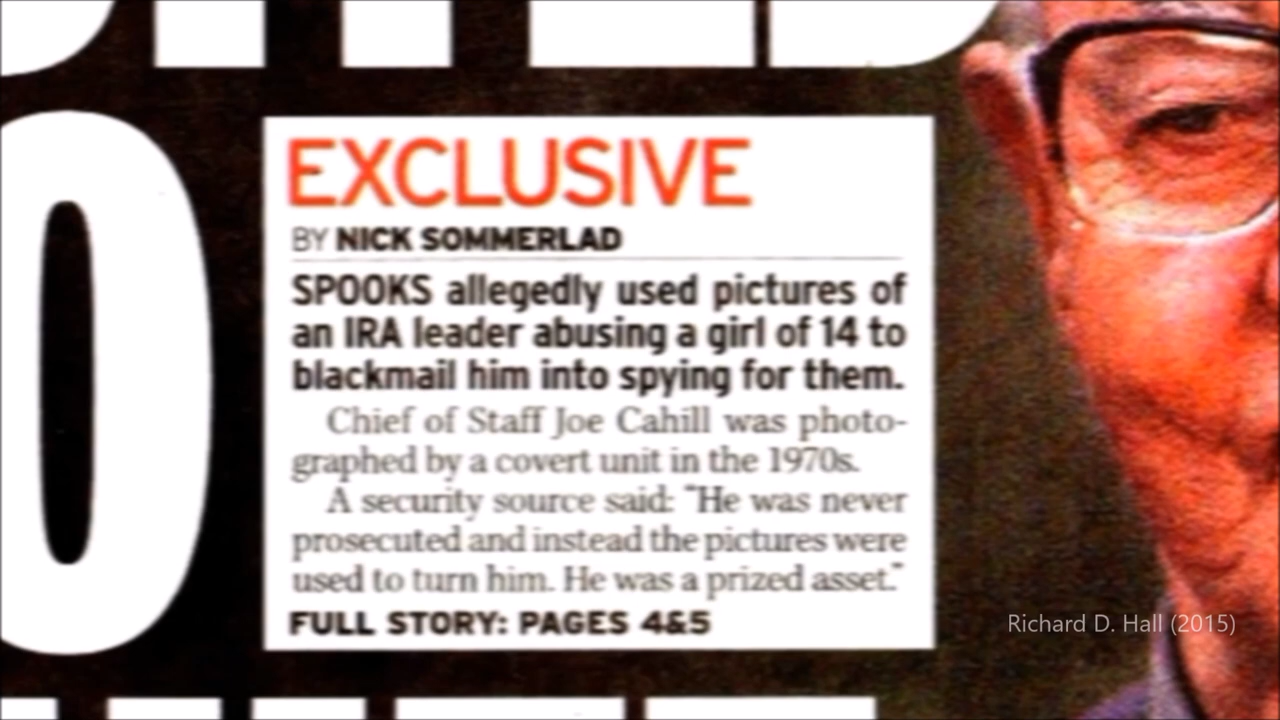 EXCLUSIVE
BY NICK SOMMERLAD
SPOOKS allegedly used pictures of
an IRA leader abusing a girl of 14 to
blackmail him into spying for them.
Chief of Staff Joe Cahill was photo-
graphed by a covert unit in the 1970s.
A security source said: "He was never
prosecuted and instead the pictures were
used to turn him. He was a prized asset."
FULL STORY: PAGES 4&5
Richard D. Hall (2015)